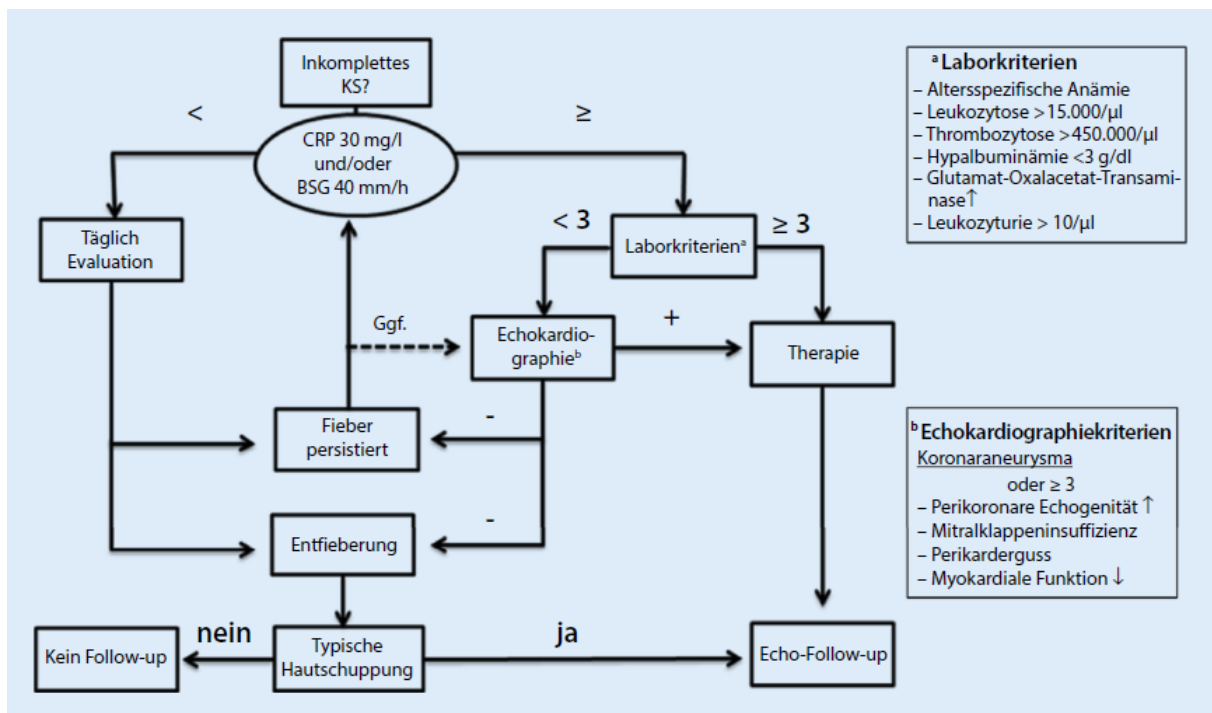 Inkomplettes
KS?
<
≥
CRP 30 mg/l
und/oder
BSG 40 mm/h
Täglich
Evaluation
< 3
≥ 3
Laborkriterienª
Ggf.
Echokardio-
graphieᵇ
+
Therapie
Fieber
persistiert
-
-
Entfieberung
nein
Typische
Hautschuppung
ja
Kein Follow-up
Echo-Follow-up
ª Laborkriterien
– Altersspezifische Anämie
– Leukozytose >15.000/µl
– Thrombozytose >450.000/µl
– Hypalbuminämie <3 g/dl
– Glutamat-Oxalacetat-Transami-
nase↑
– Leukozyturie > 10/µl
ᵇ Echokardiographiekriterien
Koronaraneurysma
oder ≥ 3
– Perikoronare Echogenität ↑
– Mitralklappeninsuffizienz
– Perikarderguss
– Myokardiale Funktion ↓